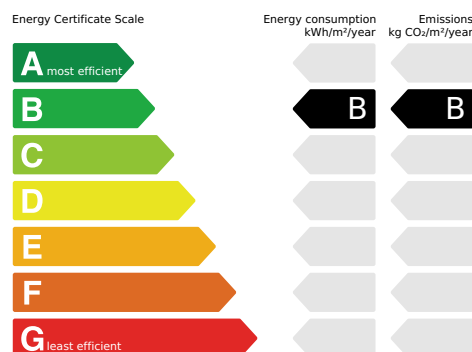 Energy Certificate Scale
Energy consumption
kWh/m²/year
Emissions
kg CO₂/m²/year
A most efficient
B B B
C
D
E
F
G least efficient